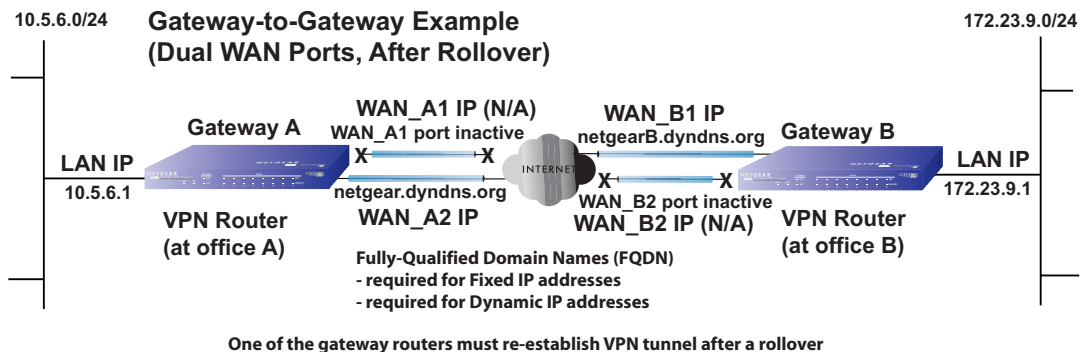 10.5.6.0/24
Gateway-to-Gateway Example
(Dual WAN Ports, After Rollover)
172.23.9.0/24
WAN_A1 IP (N/A)
WAN_A1 port inactive
WAN_B1 IP
netgearB.dyndns.org
Gateway A
Gateway B
X X
INTERNET
LAN IP
10.5.6.1
NETGEAR
NETGEAR
LAN IP
172.23.9.1
netgear.dyndns.org
WAN_A2 IP
X X
WAN_B2 port inactive
WAN_B2 IP (N/A)
VPN Router
(at office A)
VPN Router
(at office B)
Fully-Qualified Domain Names (FQDN)
- required for Fixed IP addresses
- required for Dynamic IP addresses
One of the gateway routers must re-establish VPN tunnel after a rollover